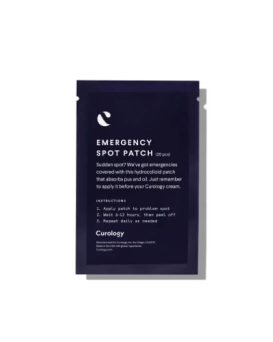 EMERGENCY
SPOT PATCH
Sudden spot? We've got emergencies
covered with this hydrocolloid patch
that absorbs pus and oil. Just remember
to apply it before your Curology cream.
INSTRUCTIONS
1. Apply patch to problem spot
2. Wait 6-12 hours, then peel off
3. Repeat daily as needed
Curology